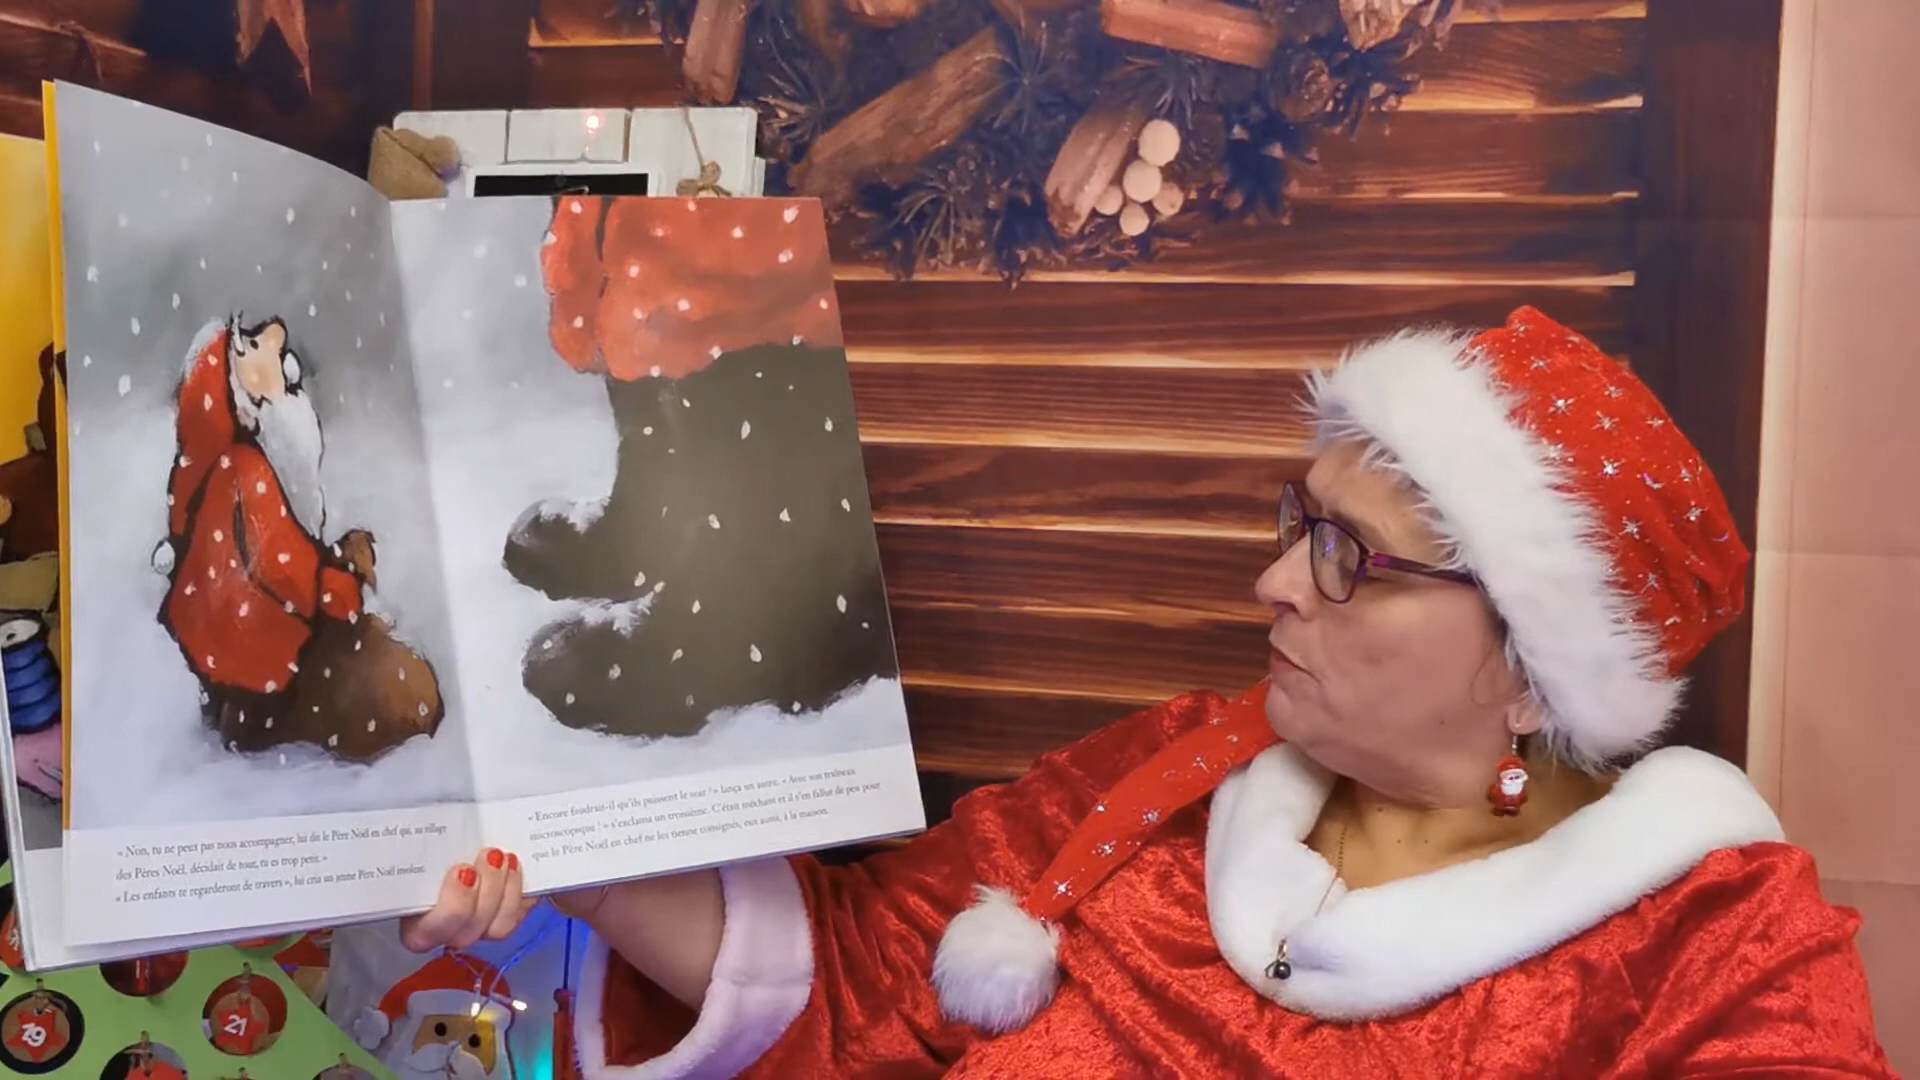 « Non, tu ne peux pas nous accompagner, lui dit le Père Noël en chef qui, au village
des Pères Noël, décidait de tout, tu es trop petit. »
« Les enfants te regarderont de travers », lui cria un jeune Père Noël insolent.
« Encore faudrait-il qu'ils puissent le voir ! » lança un autre. « Avec son traîneau
microscopique ! » s'exclama un troisième. C'était méchant et il s'en fallut de peu pour
que le Père Noël en chef ne les tienne consignés, eux aussi, à la maison.
19
21